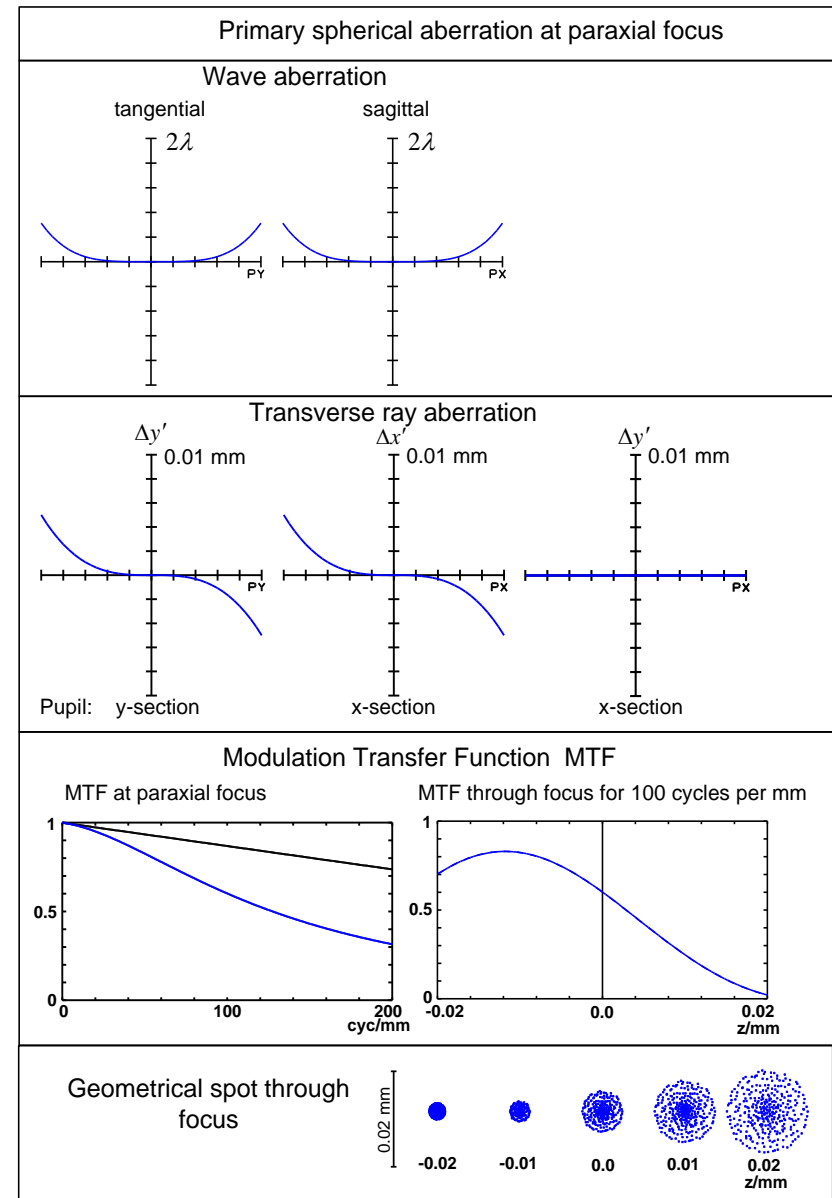 Primary spherical aberration at paraxial focus
Wave aberration
tangential
sagittal
2λ
2λ
PY
PX
Transverse ray aberration
Δy′
Δx′
Δy′
0.01 mm
0.01 mm
0.01 mm
PY
PX
PX
Pupil: y-section
x-section
x-section
Modulation Transfer Function MTF
MTF at paraxial focus
MTF through focus for 100 cycles per mm
1
0.5
0
0
100
200
cyc/mm
1
0.5
0
-0.02
0.0
0.02
z/mm
Geometrical spot through
focus
0.02 mm
-0.02
-0.01
0.0
0.01
0.02
z/mm